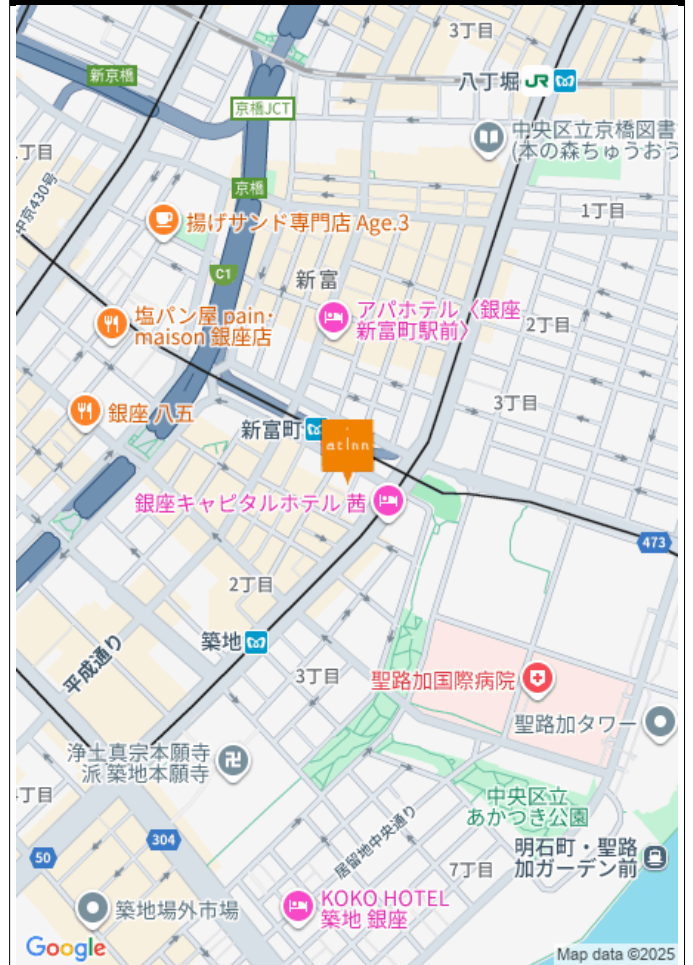 3丁目
新京橋
八丁堀 JR
京橋JCT
中央区立京橋図書
(本の森ちゅうおう
丁目
中京430号
京橋
1丁目
揚げサンド専門店 Age.3
C1
新富
塩パン屋 pain・
maison 銀座店
アパホテル〈銀座
新富町駅前〉
2丁目
3丁目
銀座 八五
新富町
atinn
銀座キャピタルホテル 茜
473
2丁目
築地
3丁目
平成通り
聖路加国際病院
聖路加タワー
浄土真宗本願寺
派 築地本願寺
丁目
中央区立
あかつき公園
304
居留地中央通り
明石町・聖路
加ガーデン前
50
7丁目
KOKO HOTEL
築地 銀座
築地場外市場
Google
Map data ©2025